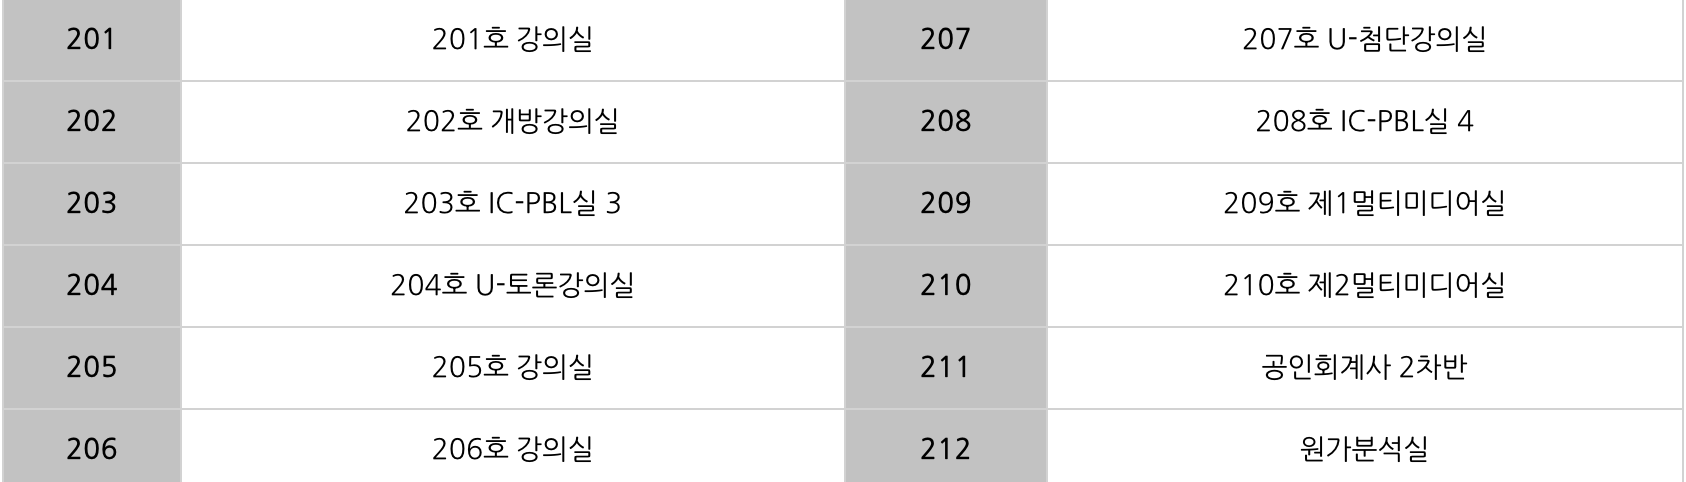 201 201호 강의실 207 207호 U-첨단강의실
202 202호 개방강의실 208 208호 IC-PBL실 4
203 203호 IC-PBL실 3 209 209호 제1멀티미디어실
204 204호 U-토론강의실 210 210호 제2멀티미디어실
205 205호 강의실 211 공인회계사 2차반
206 206호 강의실 212 원가분석실